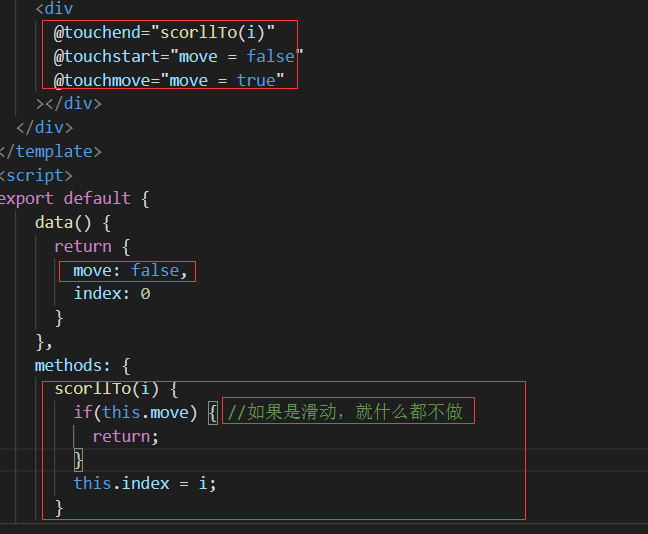 <div
@touchend="scorllTo(i)"
@touchstart="move = false"
@touchmove="move = true"
></div>
</div>
</template>
<script>
export default {
data() {
return {
move: false,
index: 0
}
},
methods: {
scorllTo(i) {
if(this.move) { //如果是滑动，就什么都不做
return;
}
this.index = i;
}